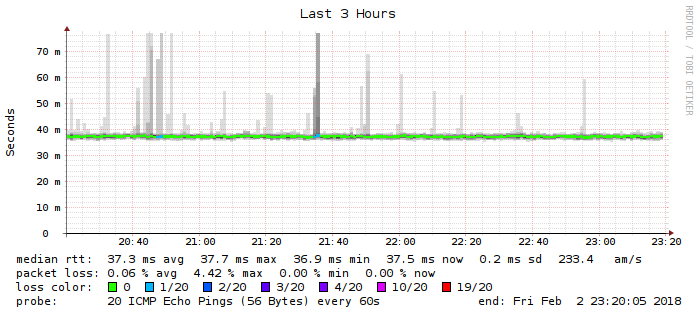 Last 3 Hours
RRDTOOL / TOBI OETIKER
Seconds
70 m
60 m
50 m
40 m
30 m
20 m
10 m
0
20:40 21:00 21:20 21:40 22:00 22:20 22:40 23:00 23:20
median rtt: 37.3 ms avg 37.7 ms max 36.9 ms min 37.5 ms now 0.2 ms sd 233.4 am/s
packet loss: 0.06 % avg 4.42 % max 0.00 % min 0.00 % now
loss color: 0 1/20 2/20 3/20 4/20 10/20 19/20
probe: 20 ICMP Echo Pings (56 Bytes) every 60s end: Fri Feb 2 23:20:05 2018